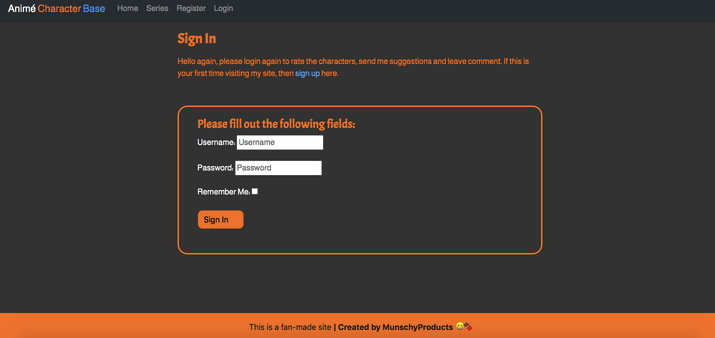 Animé Character Base Home Series Register Login
Sign In
Hello again, please login again to rate the characters, send me suggestions and leave comment. If this is
your first time visiting my site, then sign up here.
Please fill out the following fields:
Username: Username
Password: Password
Remember Me:
Sign In
This is a fan-made site | Created by MunschyProducts 😂🍫